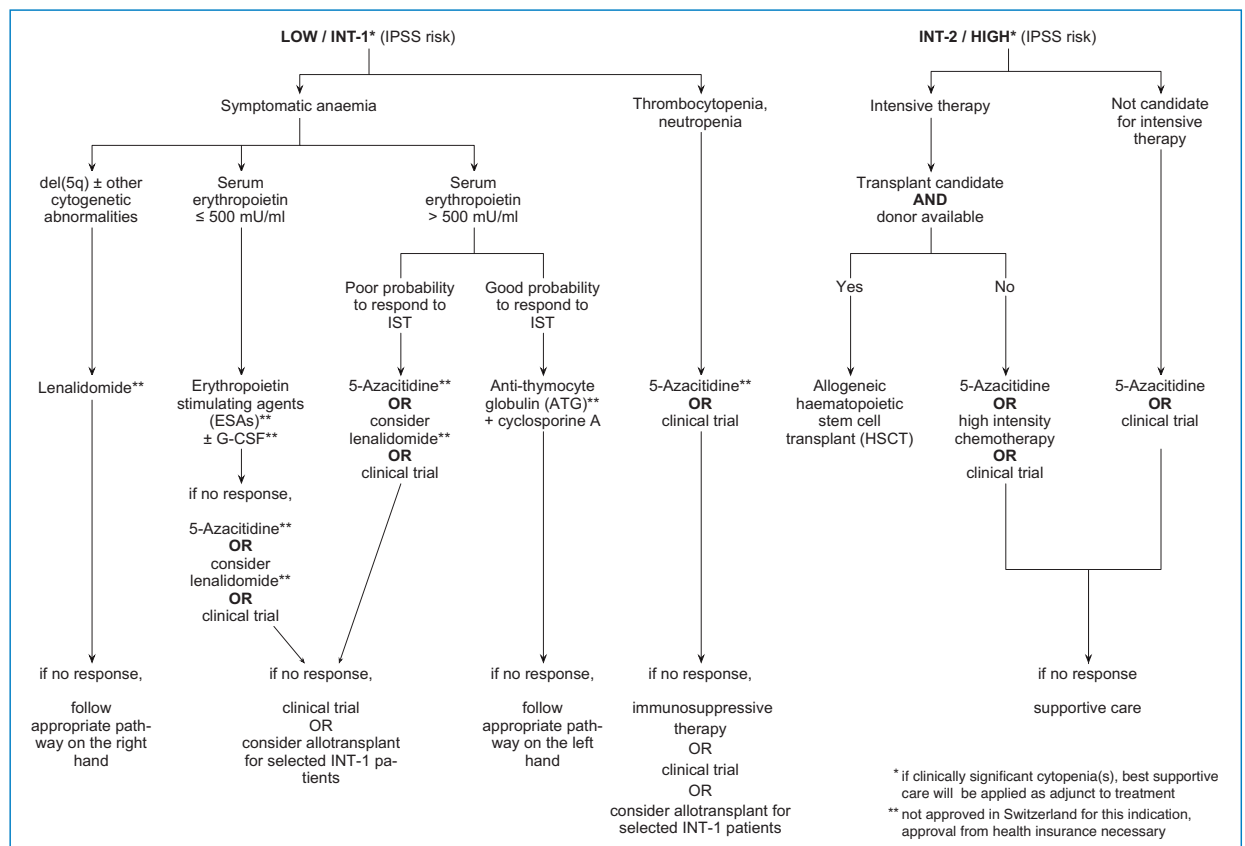 LOW / INT-1* (IPSS risk)
INT-2 / HIGH* (IPSS risk)
Symptomatic anaemia
Thrombocytopenia,
neutropenia
Intensive therapy
Not candidate
for intensive
therapy
del(5q) ± other
cytogenetic
abnormalities
Serum
erythropoietin
≤ 500 mU/ml
Serum
erythropoietin
> 500 mU/ml
Transplant candidate
AND
donor available
Poor probability
to respond to
IST
Good probability
to respond to
IST
Yes
No
Lenalidomide**
Erythropoietin
stimulating agents
(ESAs)**
± G-CSF**
5-Azacitidine**
OR
consider
lenalidomide**
OR
clinical trial
Anti-thymocyte
globulin (ATG)**
+ cyclosporine A
5-Azacitidine**
OR
clinical trial
Allogeneic
haematopoietic
stem cell
transplant (HSCT)
5-Azacitidine
OR
high intensity
chemotherapy
OR
clinical trial
5-Azacitidine
OR
clinical trial
if no response,
5-Azacitidine**
OR
consider
lenalidomide**
OR
clinical trial
if no response,
follow
appropriate path-
way on the right
hand
if no response,
clinical trial
OR
consider allotransplant
for selected INT-1 pa-
tients
if no response,
follow
appropriate path-
way on the left
hand
if no response,
immunosuppressive
therapy
OR
clinical trial
OR
consider allotransplant for
selected INT-1 patients
if no response
supportive care
* if clinically significant cytopenia(s), best supportive
care will be applied as adjunct to treatment
** not approved in Switzerland for this indication,
approval from health insurance necessary